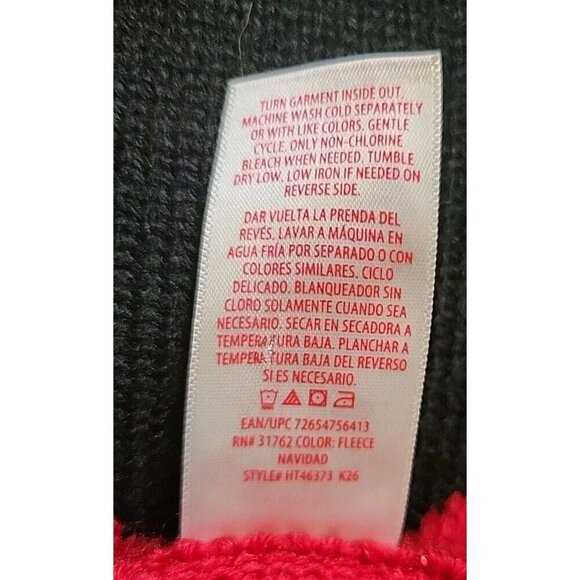 TURN GARMENT INSIDE OUT.
MACHINE WASH COLD SEPARATELY
OR WITH LIKE COLORS. GENTLE
CYCLE. ONLY NON-CHLORINE
BLEACH WHEN NEEDED. TUMBLE
DRY LOW. LOW IRON IF NEEDED ON
REVERSE SIDE.
DAR VUELTA LA PRENDA DEL
REVÉS. LAVAR A MÁQUINA EN
AGUA FRÍA POR SEPARADO O CON
COLORES SIMILARES. CICLO
DELICADO. BLANQUEADOR SIN
CLORO SOLAMENTE CUANDO SEA
NECESARIO. SECAR EN SECADORA A
TEMPERATURA BAJA. PLANCHAR A
TEMPERATURA BAJA DEL REVERSO
SI ES NECESARIO.
EAN/UPC 72654756413
RN# 31762 COLOR: FLEECE
NAVIDAD
STYLE# HT46373 K26